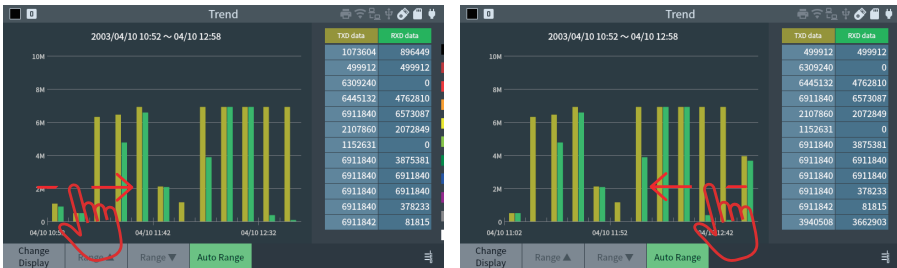 0
Trend
2003/04/10 10:52 ～ 04/10 12:58
TXD data RXD data
10M
8M
6M
4M
2M
0
1073604 896449
499912 499912
6309240 0
6445132 4762810
6911840 6573087
2107860 2072849
1152631 0
6911840 3875381
6911840 6911840
6911840 6911840
6911840 378233
6911842 81815
04/10 11:42
04/10 12:32
Change
Display
Range ▲
Range ▼
Auto Range
0
Trend
2003/04/10 10:52 ～ 04/10 12:58
TXD data RXD data
10M
8M
6M
4M
2M
0
499912 499912
6309240 0
6445132 4762810
6911840 6573087
2107860 2072849
1152631 0
6911840 3875381
6911840 6911840
6911840 6911840
6911840 378233
6911842 81815
3940508 3662903
04/10 11:02
04/10 11:52
04/10 12:42
Change
Display
Range ▲
Range ▼
Auto Range